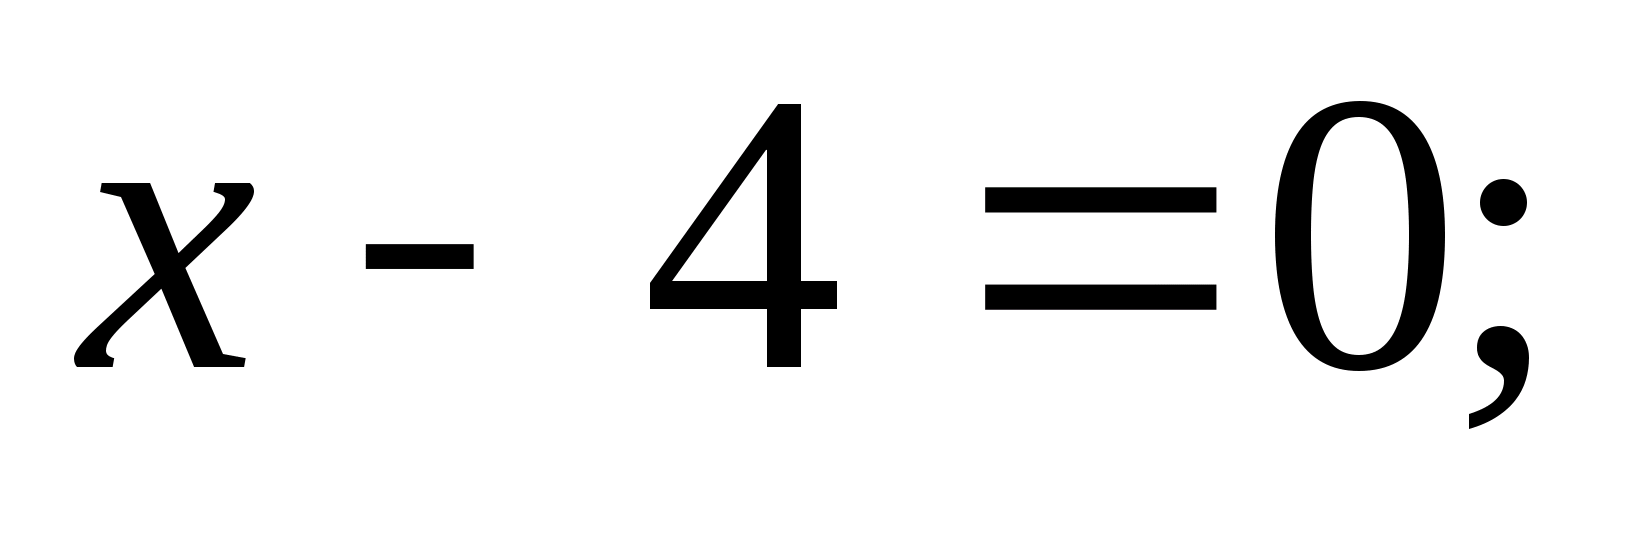 x - 4 =0;